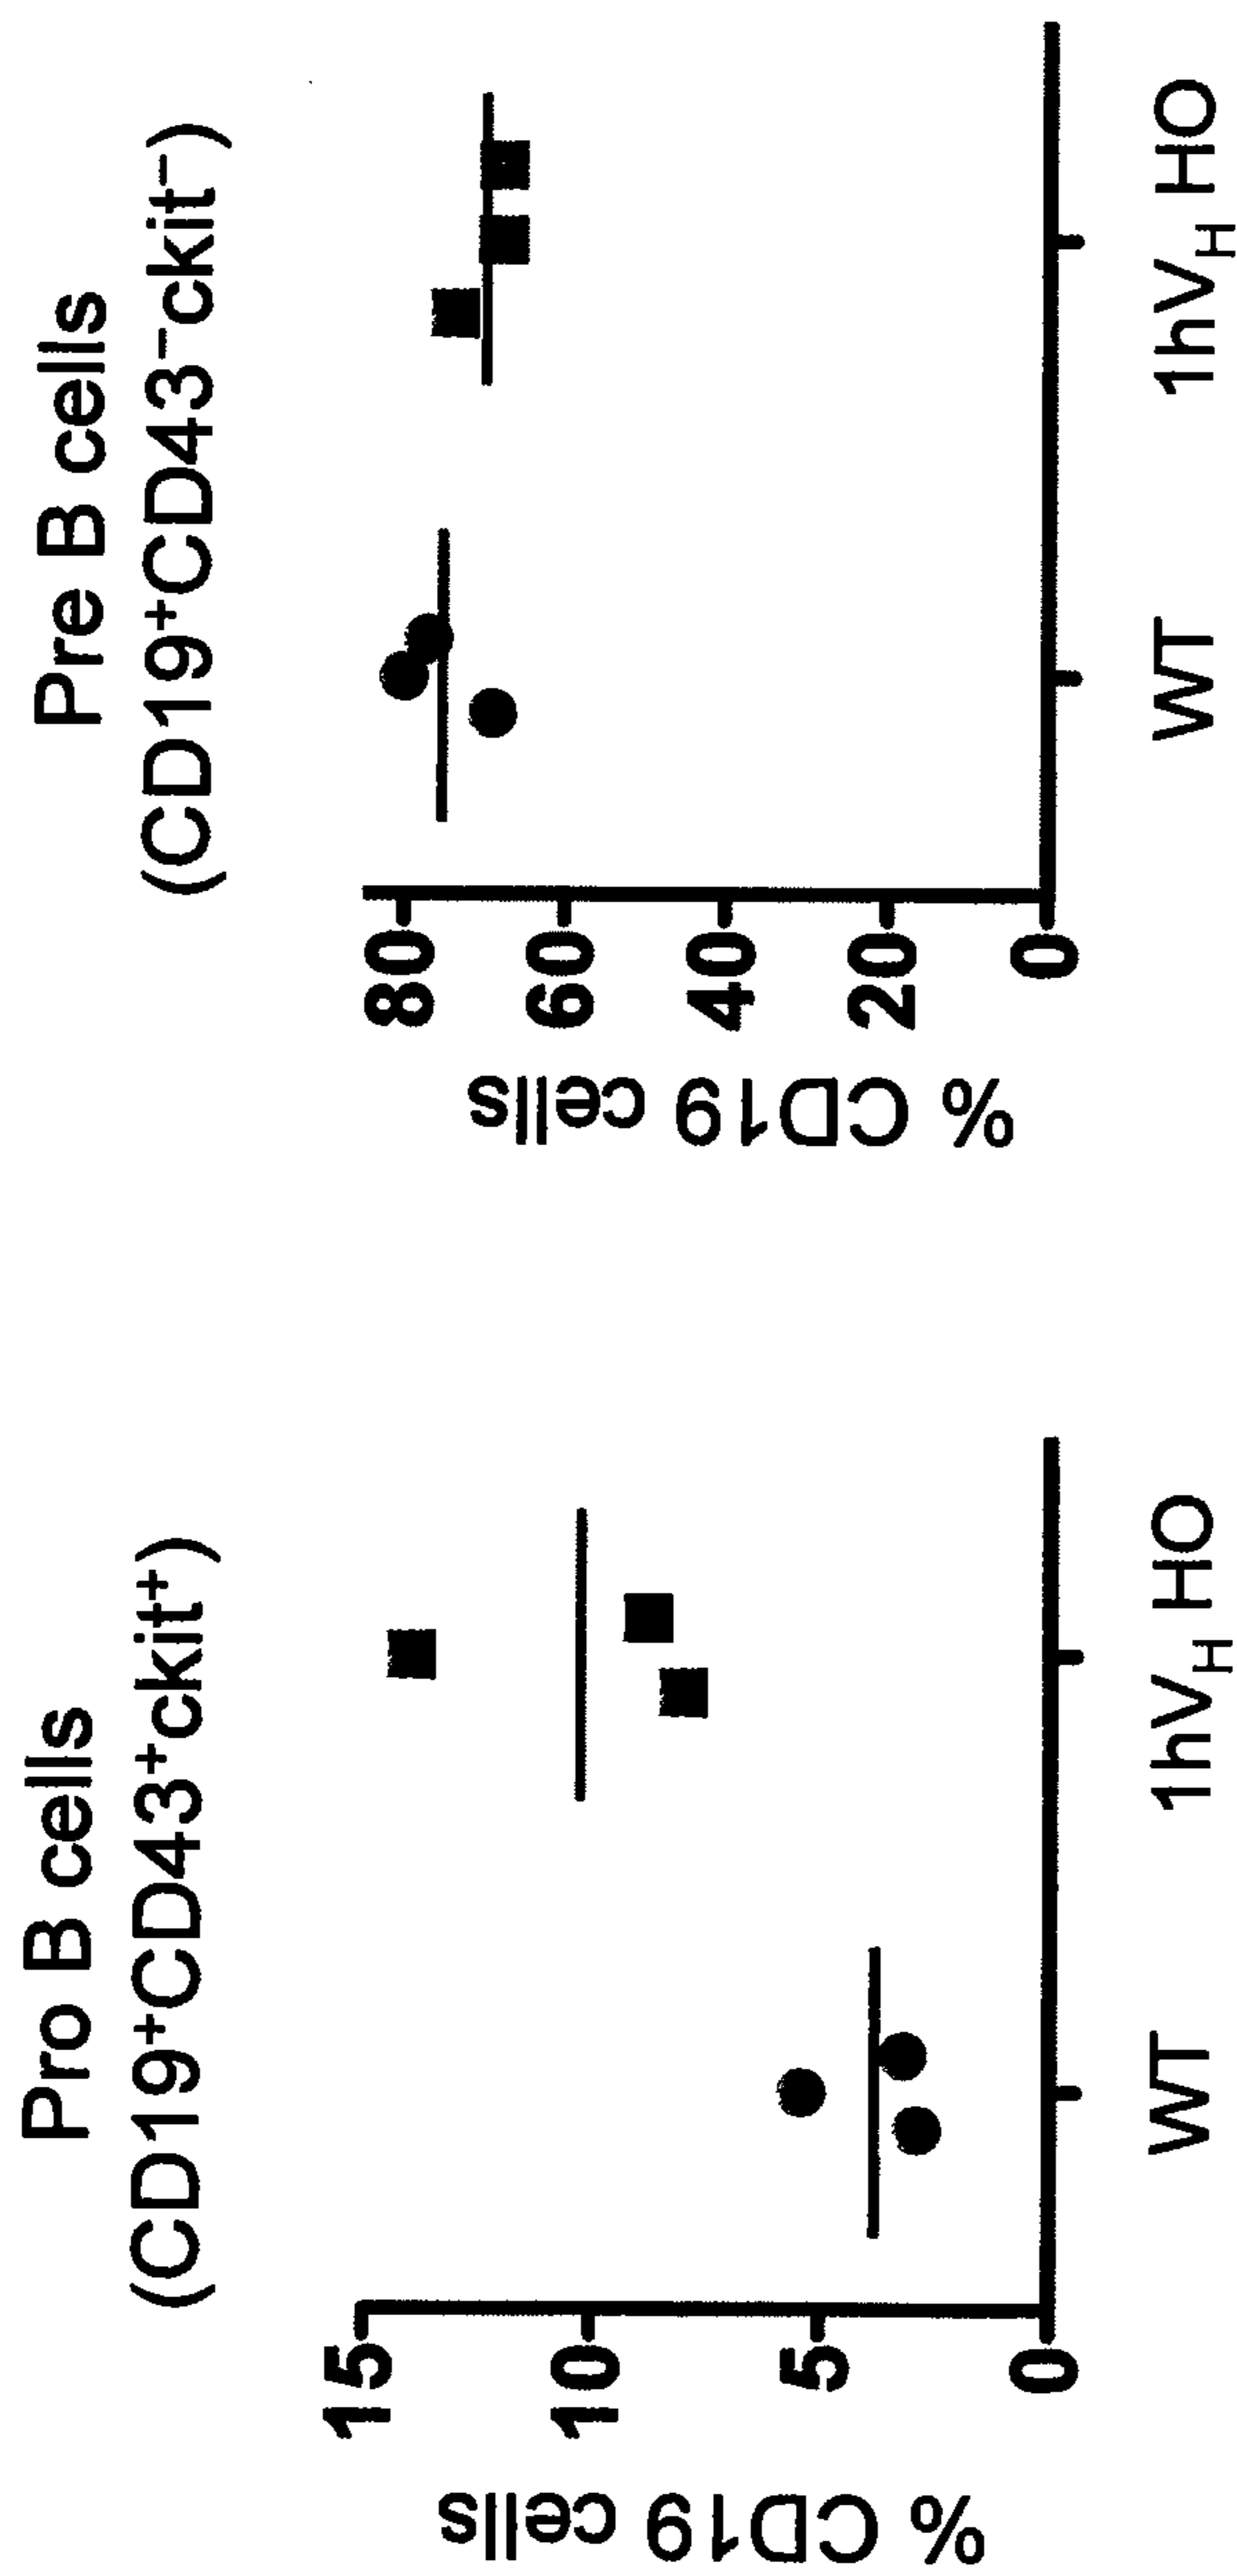 Pro B cells
(CD19⁺CD43⁺ckit⁺)
% CD19 cells
15
10
5
0
WT
1hV_H HO
Pre B cells
(CD19⁺CD43⁻ckit⁻)
% CD19 cells
80
60
40
20
0
WT
1hV_H HO